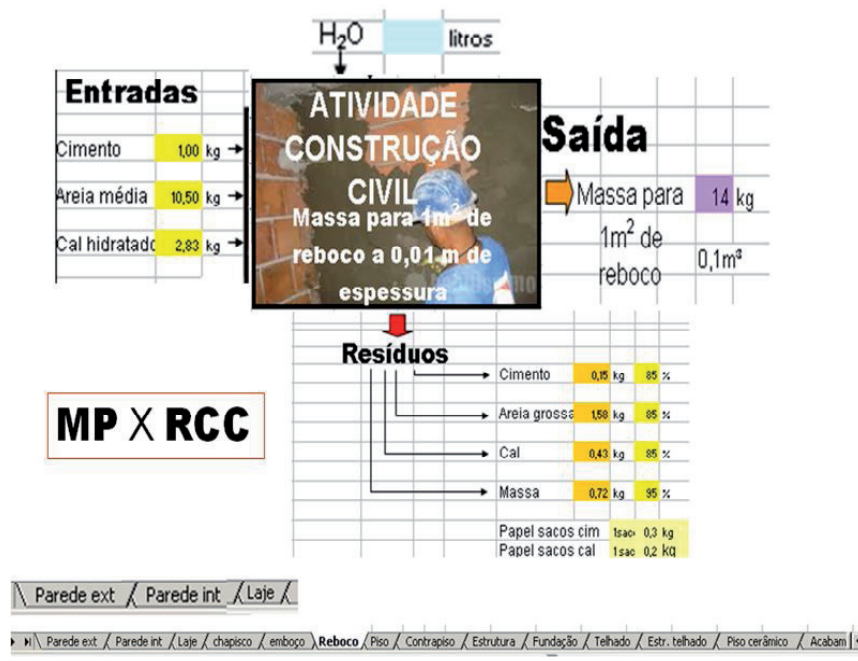 H₂O litros
Entradas
Cimento 1,00 kg
Areia média 10,50 kg
Cal hidratado 2,83 kg
ATIVIDADE
CONSTRUÇÃO
CIVIL
Massa para 1m² de
reboco a 0,01 m de
espessura
Saída
Massa para 14 kg
1m² de
reboco 0,1m³
Resíduos
Cimento 0,15 kg 85 %
Areia grossa 1,58 kg 85 %
Cal 0,43 kg 85 %
Massa 0,72 kg 95 %
Papel sacos cim 1sac 0,3 kg
Papel sacos cal 1sac 0,2 kg
MP X RCC
Parede ext / Parede int / Laje /
Parede ext / Parede int / Laje / chapisco / emboço \ Reboco / Piso / Contrapiso / Estrutura / Fundação / Telhado / Estr. telhado / Piso cerâmico / Acabam